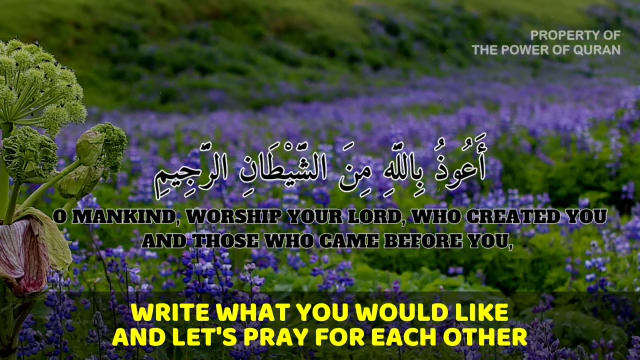 PROPERTY OF
THE POWER OF QURAN
أَعُوذُ بِاللَّهِ مِنَ الشَّيْطَانِ الرَّجِيمِ
O MANKIND, WORSHIP YOUR LORD, WHO CREATED YOU
AND THOSE WHO CAME BEFORE YOU,
WRITE WHAT YOU WOULD LIKE
AND LET'S PRAY FOR EACH OTHER